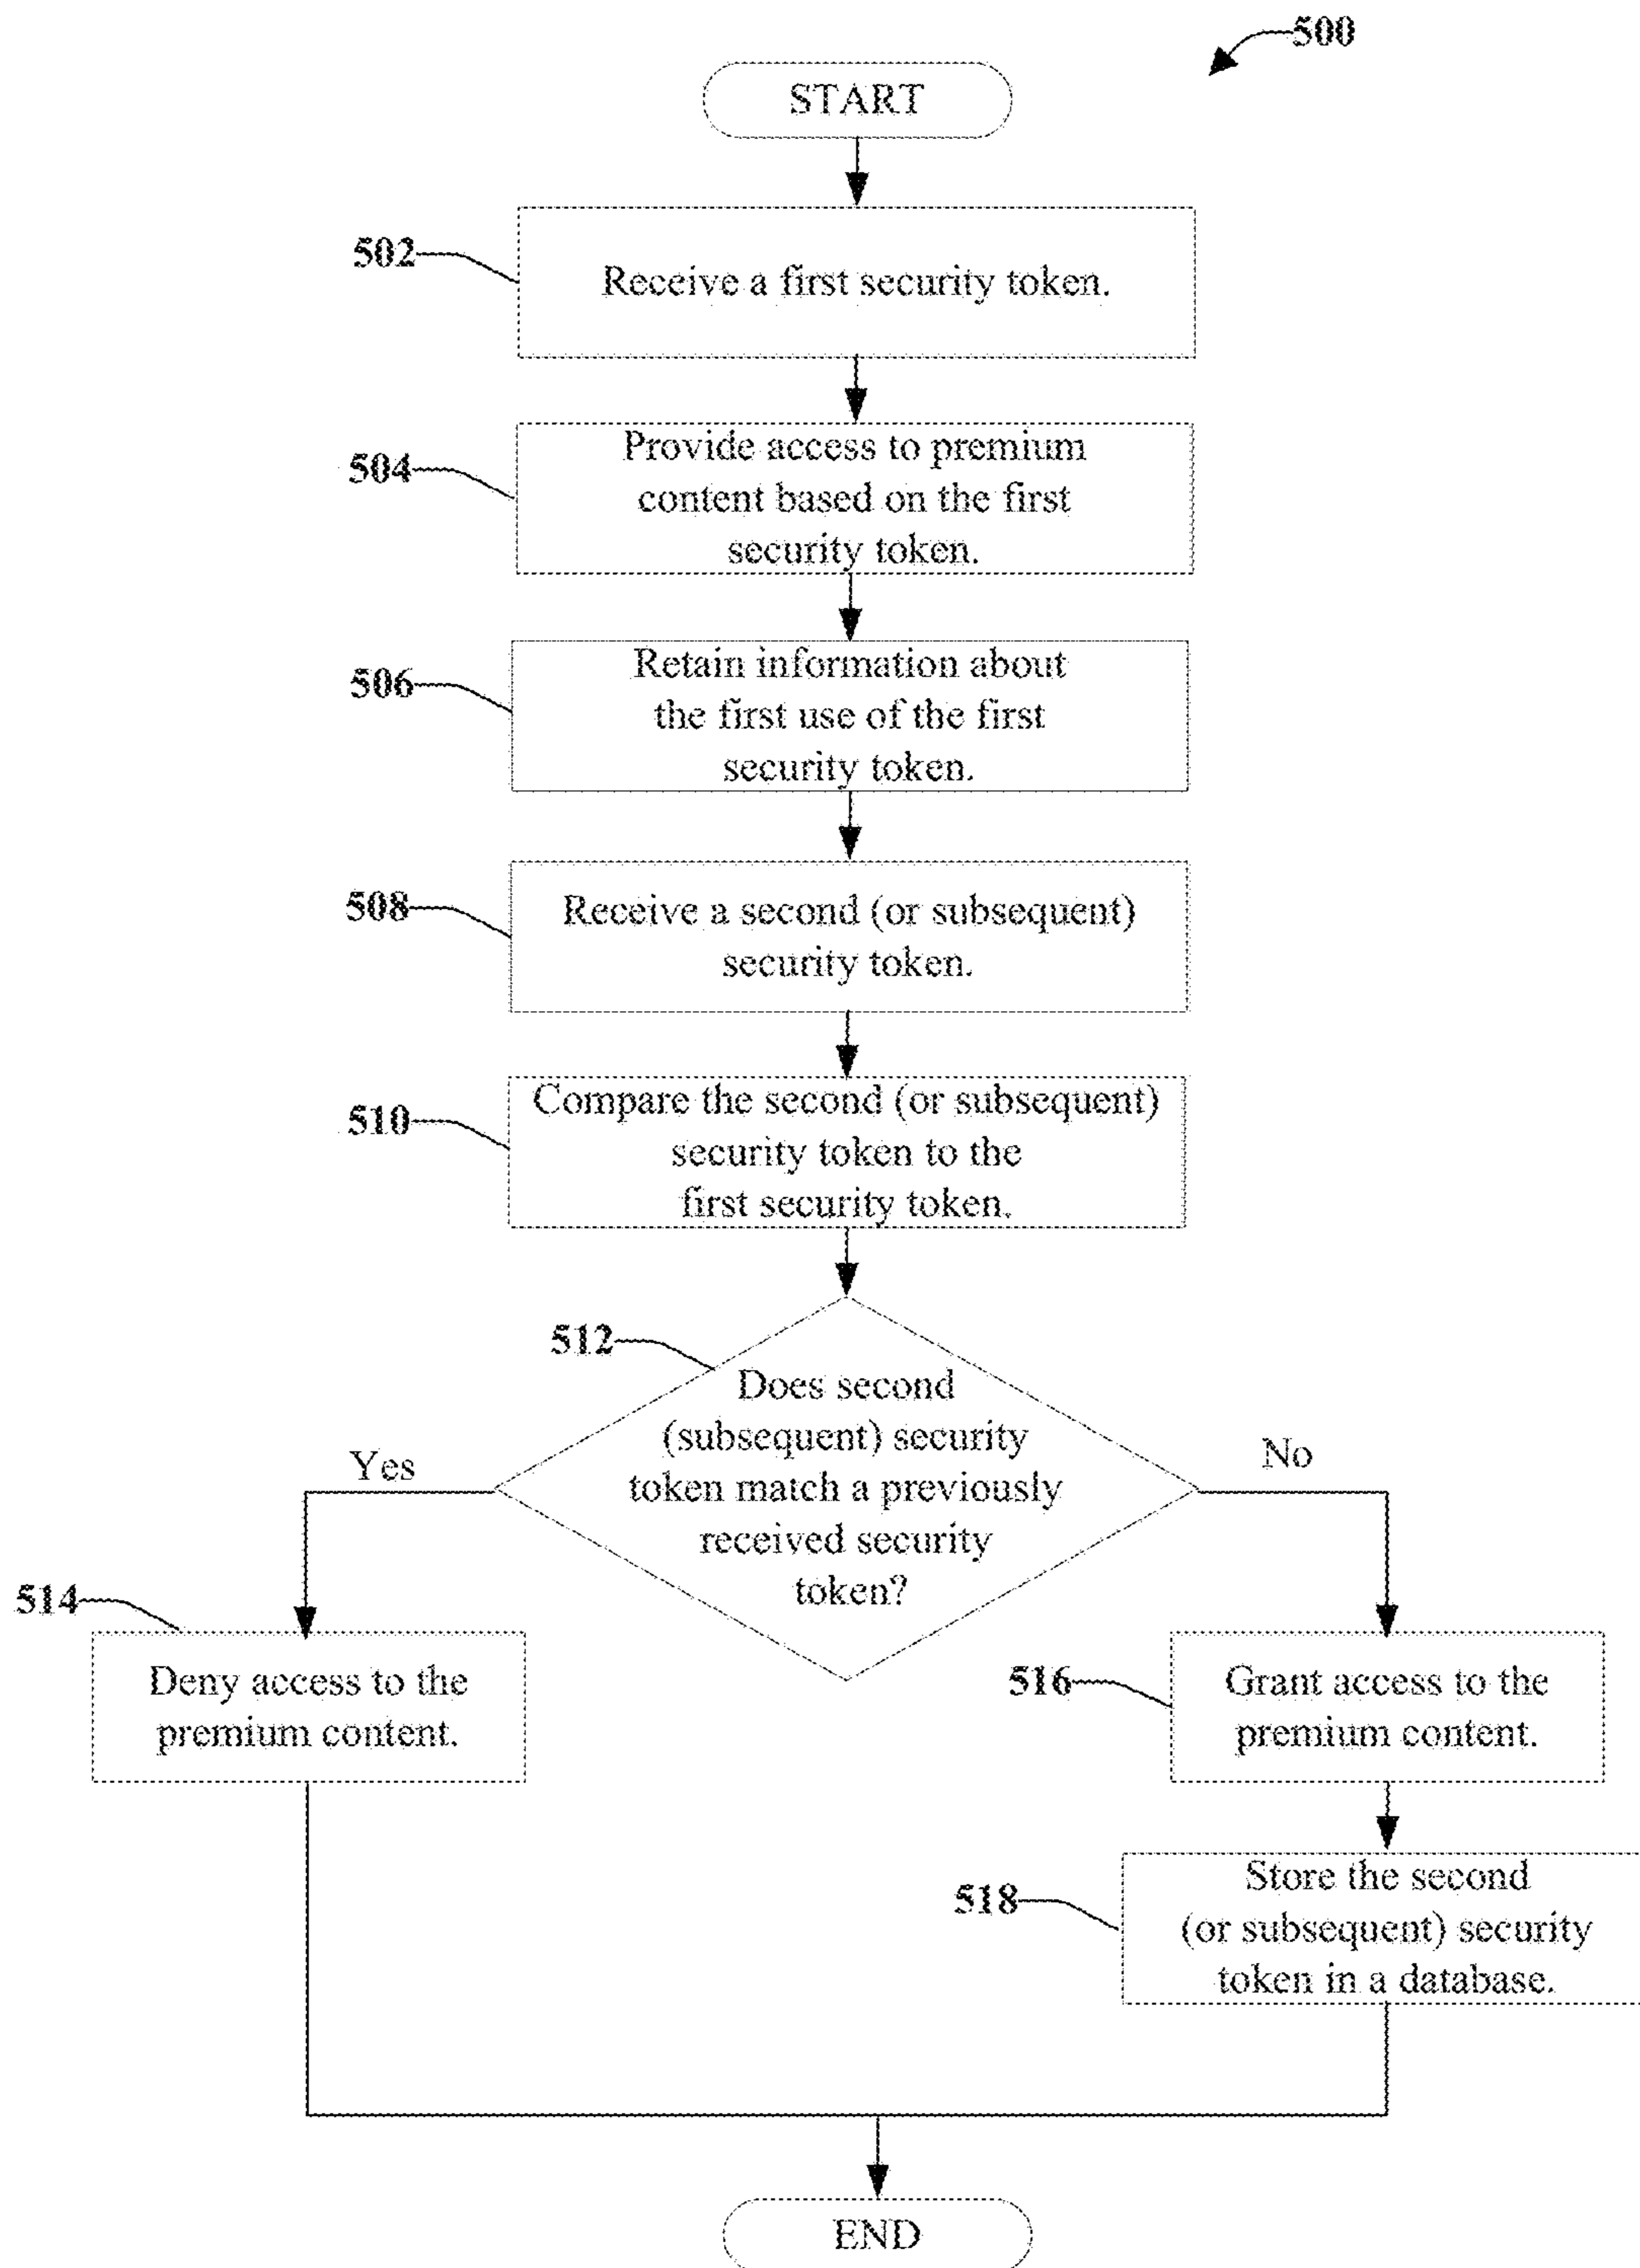 500
START
502
Receive a first security token.
504
Provide access to premium
content based on the first
security token.
506
Retain information about
the first use of the first
security token.
508
Receive a second (or subsequent)
security token.
510
Compare the second (or subsequent)
security token to the
first security token.
512
Does second
(subsequent) security
token match a previously
received security
token?
Yes
No
514
Deny access to the
premium content.
516
Grant access to the
premium content.
518
Store the second
(or subsequent) security
token in a database.
END